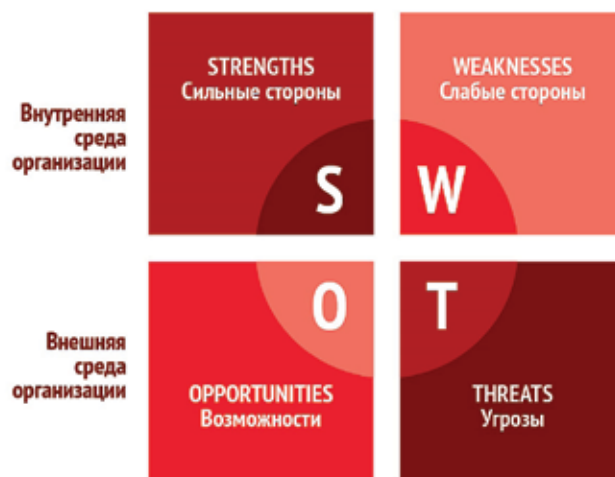 STRENGTHS
Сильные стороны
WEAKNESSES
Слабые стороны
Внутренняя
среда
организации
S
W
O
T
Внешняя
среда
организации
OPPORTUNITIES
Возможности
THREATS
Угрозы